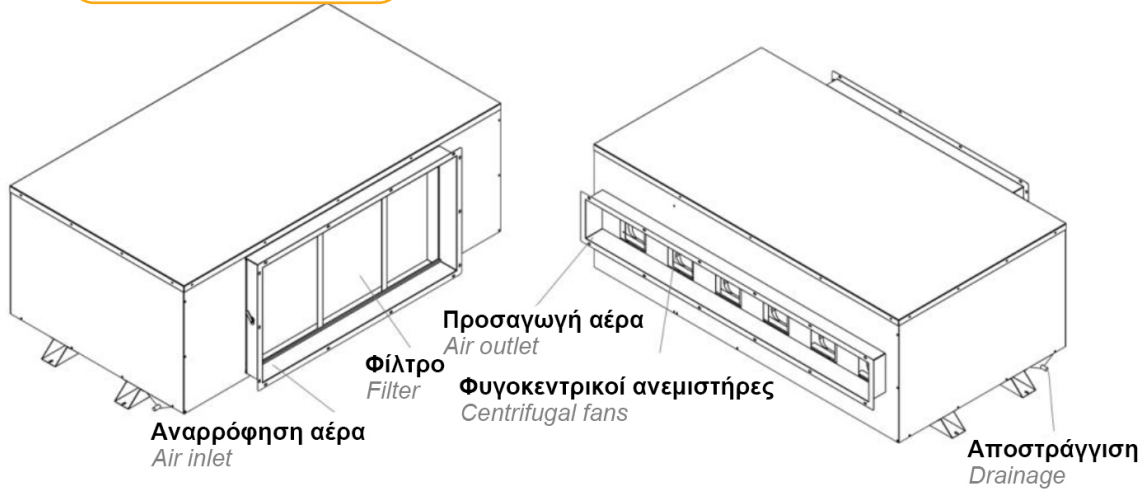 Προσαγωγή αέρα
Air outlet
Φίλτρο
Filter
Φυγοκεντρικοί ανεμιστήρες
Centrifugal fans
Αναρρόφηση αέρα
Air inlet
Αποστράγγιση
Drainage